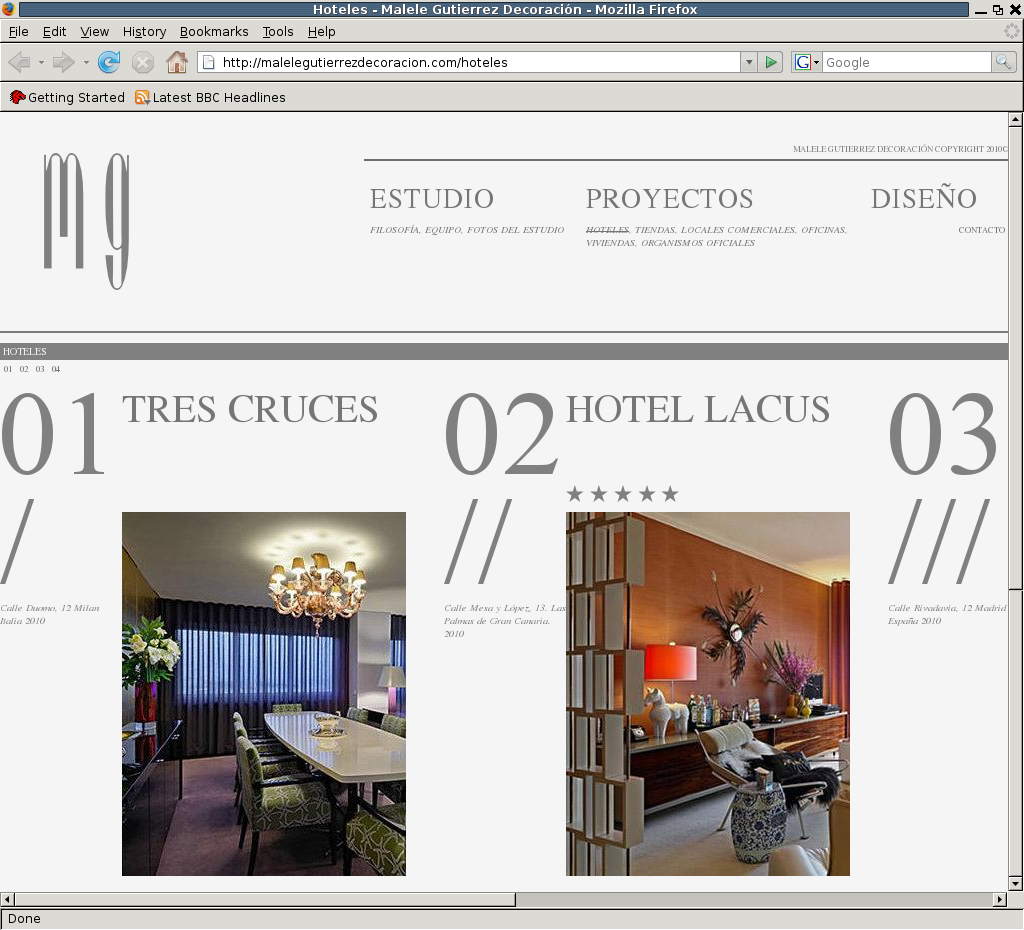 Hoteles - Malele Gutierrez Decoración - Mozilla Firefox
File Edit View History Bookmarks Tools Help
http://malelegutierrezdecoracion.com/hoteles
G Google
Getting Started Latest BBC Headlines
MALELE GUTIERREZ DECORACIÓN COPYRIGHT 2010©
m g
ESTUDIO PROYECTOS DISEÑO
FILOSOFÍA, EQUIPO, FOTOS DEL ESTUDIO HOTELES, TIENDAS, LOCALES COMERCIALES, OFICINAS, CONTACTO
VIVIENDAS, ORGANISMOS OFICIALES
HOTELES
01 02 03 04
01 TRES CRUCES 02 HOTEL LACUS 03
★ ★ ★ ★ ★
/ // ///
Calle Duomo, 12 Milan Calle Mesa y López, 13. Las Calle Rivadavia, 12 Madrid
Italia 2010 Palmas de Gran Canaria. España 2010
2010
Done